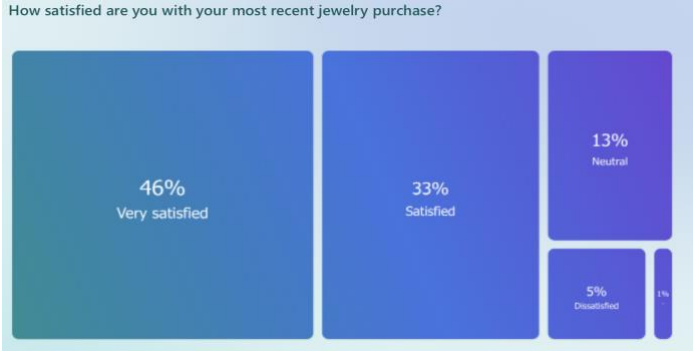 How satisfied are you with your most recent jewelry purchase?
46%
Very satisfied
33%
Satisfied
13%
Neutral
5%
Dissatisfied
1%